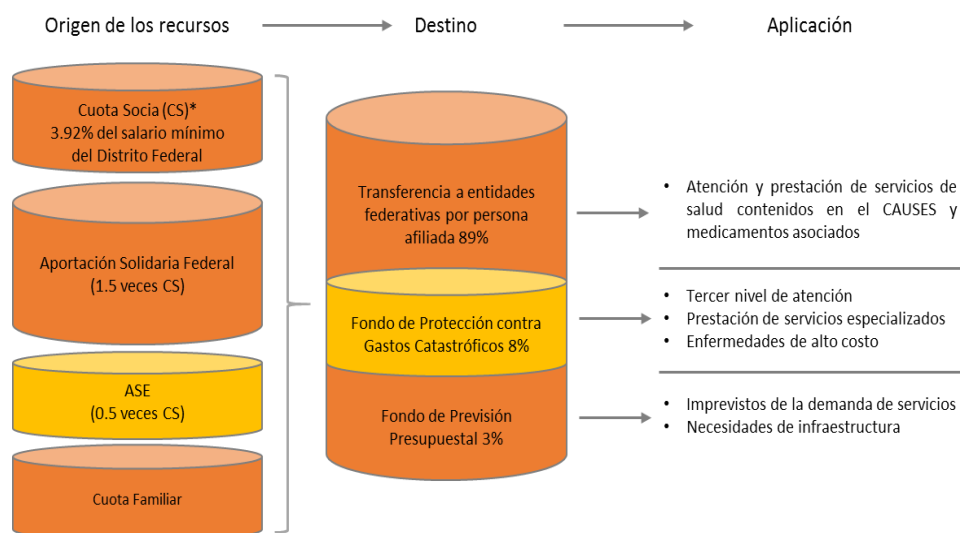 Origen de los recursos
Destino
Aplicación
Cuota Socia (CS)*
3.92% del salario mínimo
del Distrito Federal
Aportación Solidaria Federal
(1.5 veces CS)
ASE
(0.5 veces CS)
Cuota Familiar
Transferencia a entidades
federativas por persona
afiliada 89%
Fondo de Protección contra
Gastos Catastróficos 8%
Fondo de Previsión
Presupuestal 3%
• Atención y prestación de servicios de
salud contenidos en el CAUSES y
medicamentos asociados
• Tercer nivel de atención
• Prestación de servicios especializados
• Enfermedades de alto costo
• Imprevistos de la demanda de servicios
• Necesidades de infraestructura